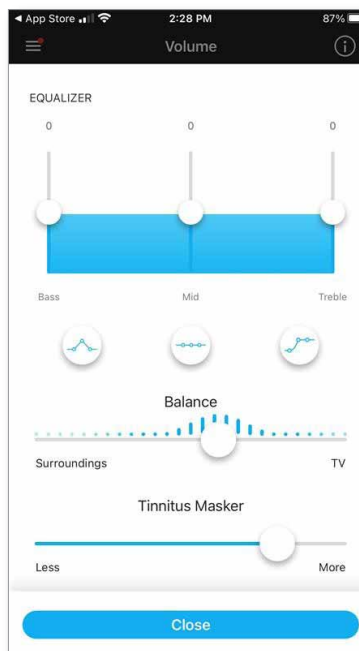 ◄ App Store 2:28 PM 87%
Volume
EQUALIZER
0 0 0
Bass Mid Treble
Balance
Surroundings TV
Tinnitus Masker
Less More
Close